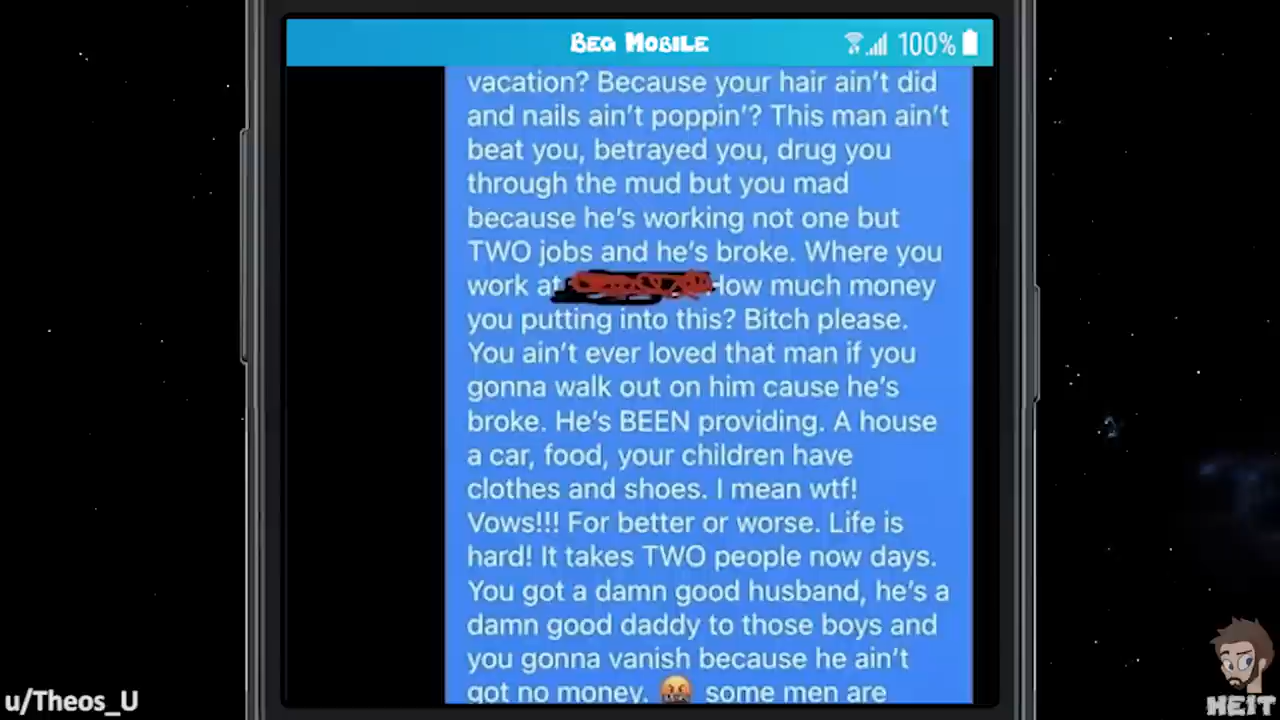 Beg Mobile
100%
vacation? Because your hair ain't did
and nails ain't poppin'? This man ain't
beat you, betrayed you, drug you
through the mud but you mad
because he's working not one but
TWO jobs and he's broke. Where you
work at How much money
you putting into this? Bitch please.
You ain't ever loved that man if you
gonna walk out on him cause he's
broke. He's BEEN providing. A house
a car, food, your children have
clothes and shoes. I mean wtf!
Vows!!! For better or worse. Life is
hard! It takes TWO people now days.
You got a damn good husband, he's a
damn good daddy to those boys and
you gonna vanish because he ain't
got no money. 🤬 some men are
u/Theos_U
HEIT